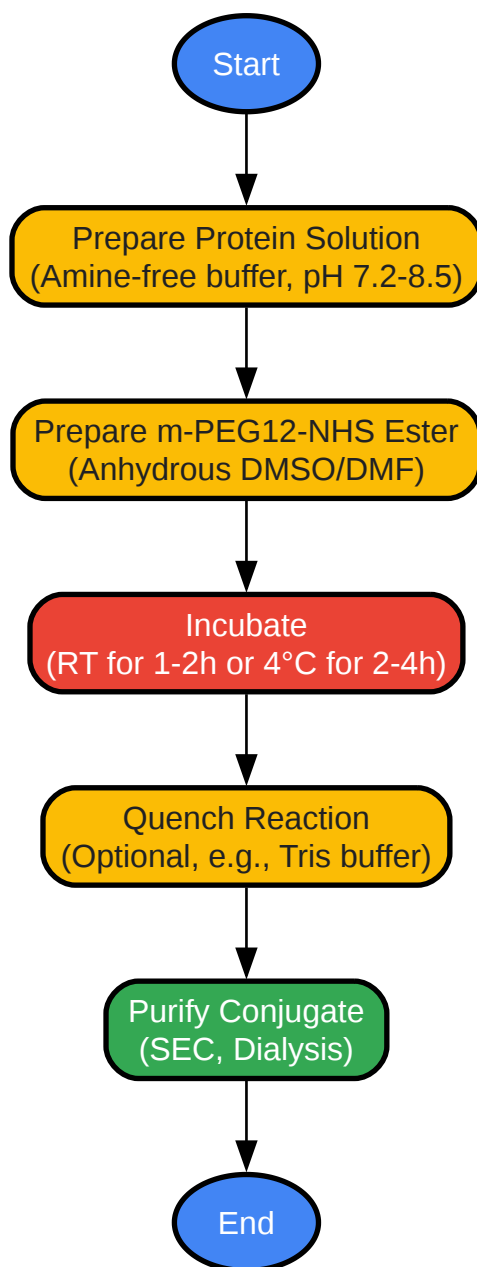 Start
Prepare Protein Solution
(Amine-free buffer, pH 7.2-8.5)
Prepare m-PEG12-NHS Ester
(Anhydrous DMSO/DMF)
Incubate
(RT for 1-2h or 4°C for 2-4h)
Quench Reaction
(Optional, e.g., Tris buffer)
Purify Conjugate
(SEC, Dialysis)
End